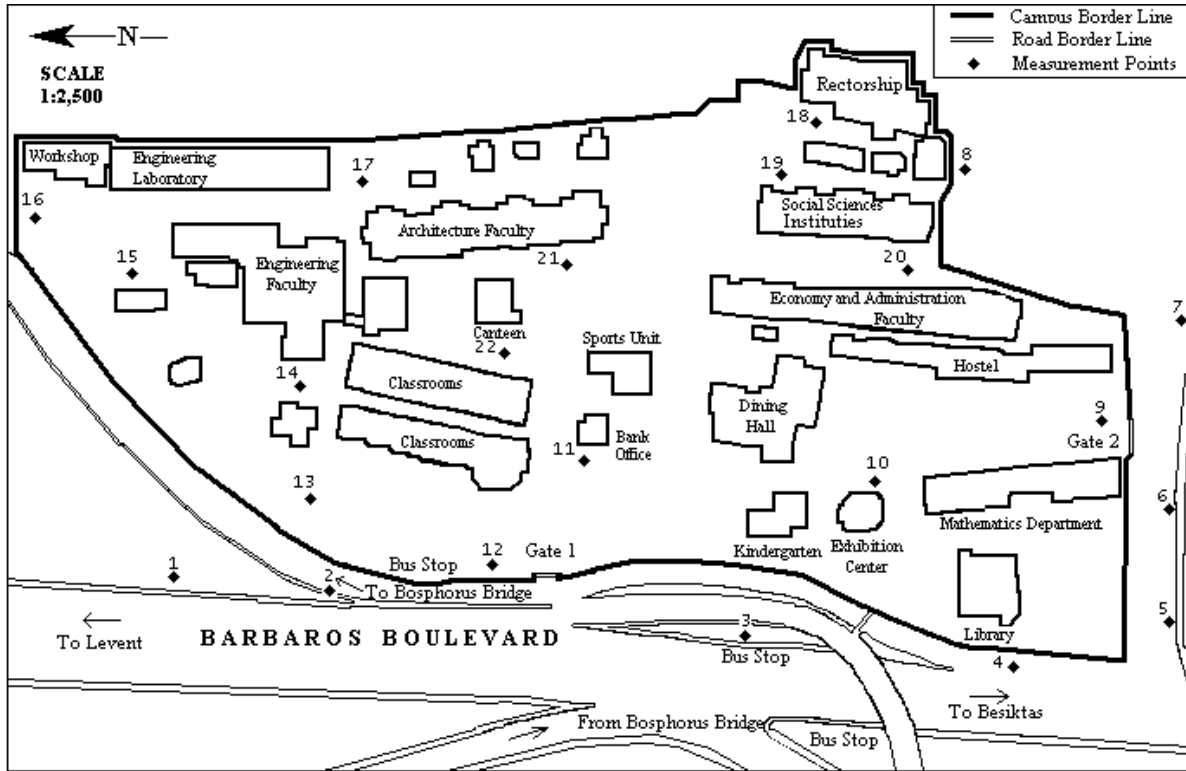 N
SCALE
1:2,500
Campus Border Line
Road Border Line
Measurement Points
Rectorship
18
8
Workshop
Engineering
Laboratory
17
19
16
Social Sciences
Instituties
Architecture Faculty
21
20
15
Engineering
Faculty
Economy and Administration
Faculty
7
Canteen
22
Sports Unit
Hostel
14
Classrooms
Dining
Hall
9
Gate 2
Classrooms
Bank
Office
11
10
13
6
Mathematics Department
Kindergarten
Exhibition
Center
Bus Stop
12
Gate 1
1
2
To Bosphorus Bridge
5
3
To Levent
BARBAROS BOULEVARD
Bus Stop
Library
4
To Besiktas
From Bosphorus Bridge
Bus Stop